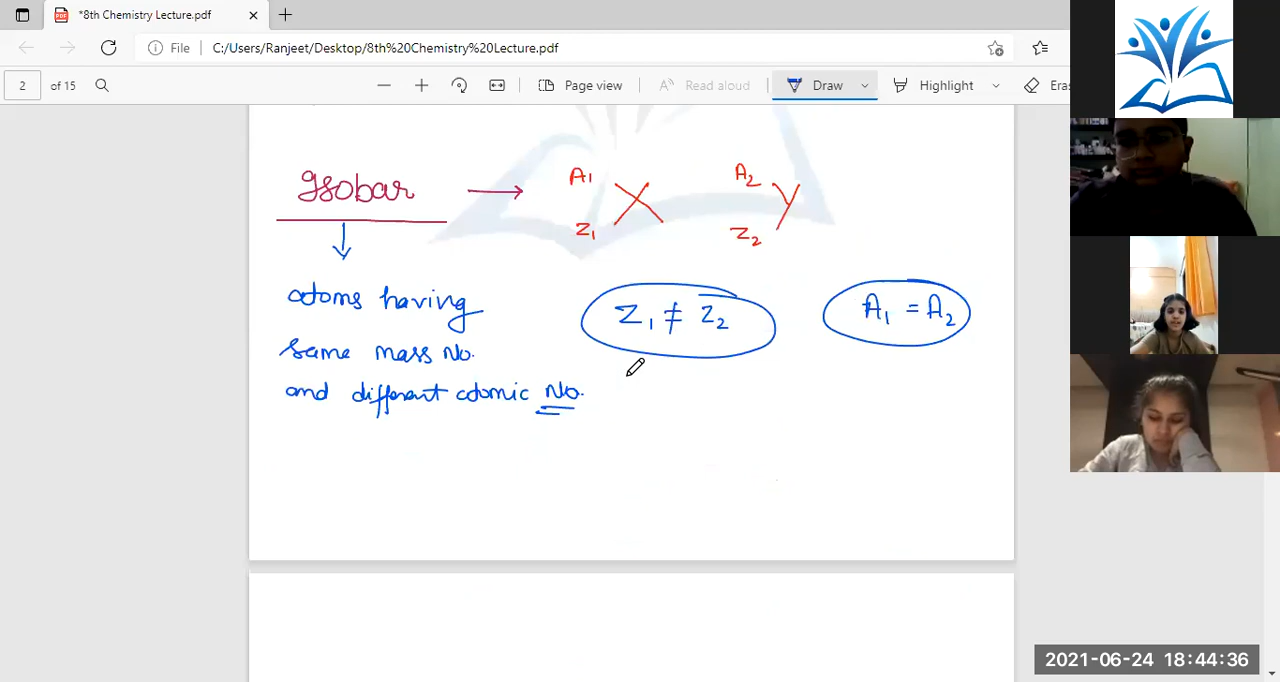 *8th Chemistry Lecture.pdf
File C:/Users/Ranjeet/Desktop/8th%20Chemistry%20Lecture.pdf
2 of 15 Page view Read aloud Draw Highlight Era
Isobar → A1 X Z1 A2 Y Z2
atoms having
same mass No.
and different atomic No.
Z1 ≠ Z2
A1 = A2
2021-06-24 18:44:36